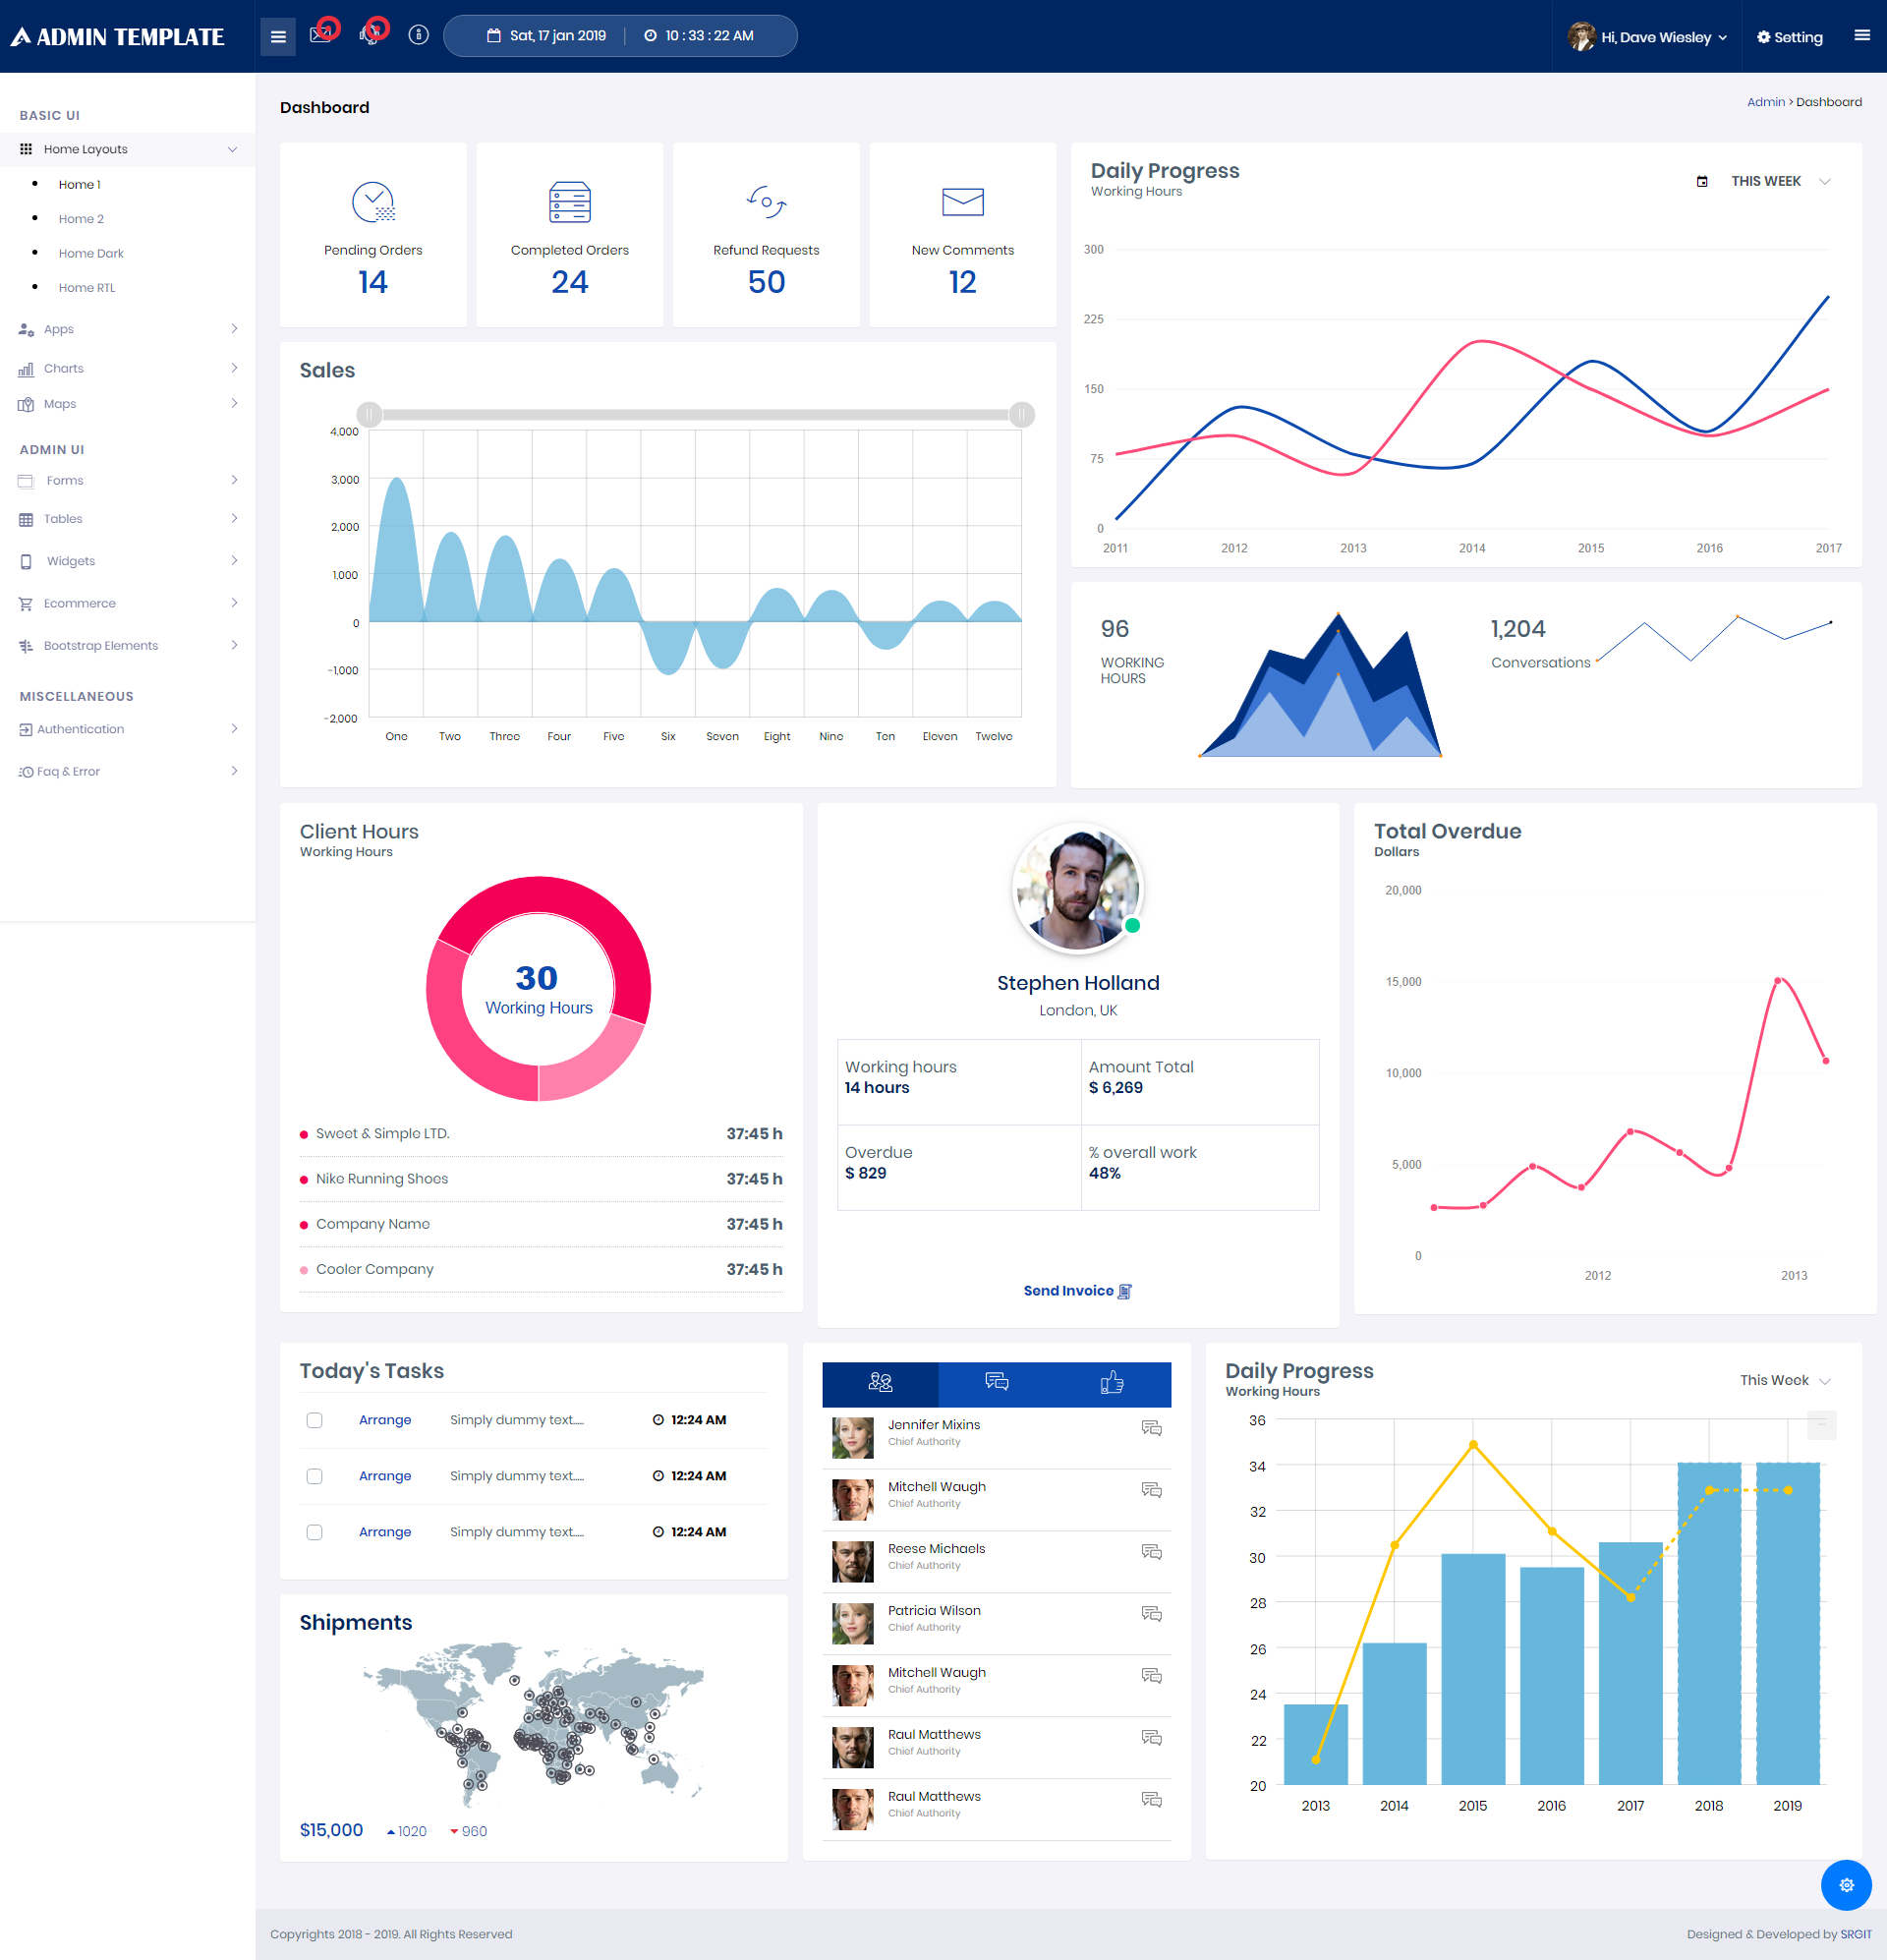 ADMIN TEMPLATE
Sat, 17 jan 2019
10 : 33 : 22 AM
Hi, Dave Wiesley
Setting
BASIC UI
Home Layouts
Home 1
Home 2
Home Dark
Home RTL
Apps
Charts
Maps
ADMIN UI
Forms
Tables
Widgets
Ecommerce
Bootstrap Elements
MISCELLANEOUS
Authentication
Faq & Error
Dashboard
Admin > Dashboard
Pending Orders
14
Completed Orders
24
Refund Requests
50
New Comments
12
Daily Progress
Working Hours
THIS WEEK
300
225
150
75
0
2011 2012 2013 2014 2015 2016 2017
Sales
4,000
3,000
2,000
1,000
0
-1,000
-2,000
One Two Three Four Five Six Seven Eight Nine Ten Eleven Twelve
96
WORKING
HOURS
1,204
Conversations
Client Hours
Working Hours
30
Working Hours
Sweet & Simple LTD. 37:45 h
Nike Running Shoes 37:45 h
Company Name 37:45 h
Cooler Company 37:45 h
Stephen Holland
London, UK
Working hours
14 hours
Amount Total
$ 6,269
Overdue
$ 829
% overall work
48%
Send Invoice
Total Overdue
Dollars
20,000
15,000
10,000
5,000
0
2012 2013
Today's Tasks
Arrange Simply dummy text..... 12:24 AM
Arrange Simply dummy text..... 12:24 AM
Arrange Simply dummy text..... 12:24 AM
Shipments
$15,000 1020 960
Jennifer Mixins
Chief Authority
Mitchell Waugh
Chief Authority
Reese Michaels
Chief Authority
Patricia Wilson
Chief Authority
Mitchell Waugh
Chief Authority
Raul Matthews
Chief Authority
Raul Matthews
Chief Authority
Daily Progress
Working Hours
This Week
36
34
32
30
28
26
24
22
20
2013 2014 2015 2016 2017 2018 2019
Copyrights 2018 - 2019. All Rights Reserved
Designed & Developed by SRGIT